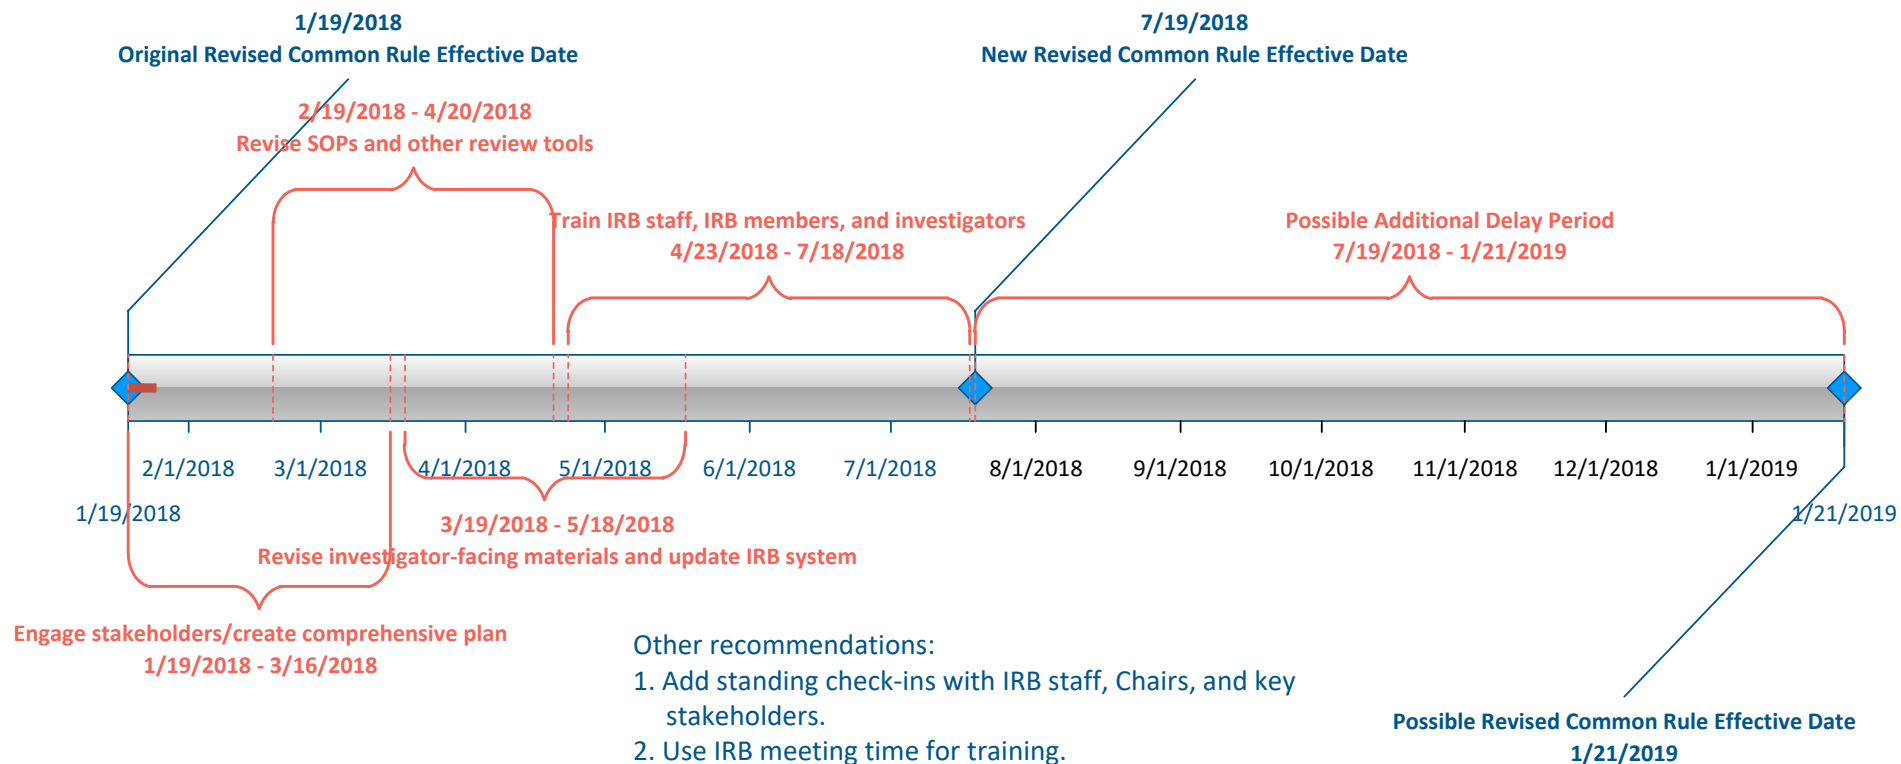 1/19/2018
Original Revised Common Rule Effective Date
7/19/2018
New Revised Common Rule Effective Date
2/19/2018 - 4/20/2018
Revise SOPs and other review tools
Train IRB staff, IRB members, and investigators
4/23/2018 - 7/18/2018
Possible Additional Delay Period
7/19/2018 - 1/21/2019
2/1/2018
3/1/2018
4/1/2018
5/1/2018
6/1/2018
7/1/2018
8/1/2018
9/1/2018
10/1/2018
11/1/2018
12/1/2018
1/1/2019
1/19/2018
1/21/2019
3/19/2018 - 5/18/2018
Revise investigator-facing materials and update IRB system
Engage stakeholders/create comprehensive plan
1/19/2018 - 3/16/2018
Other recommendations:
1. Add standing check-ins with IRB staff, Chairs, and key
stakeholders.
2. Use IRB meeting time for training.
Possible Revised Common Rule Effective Date
1/21/2019